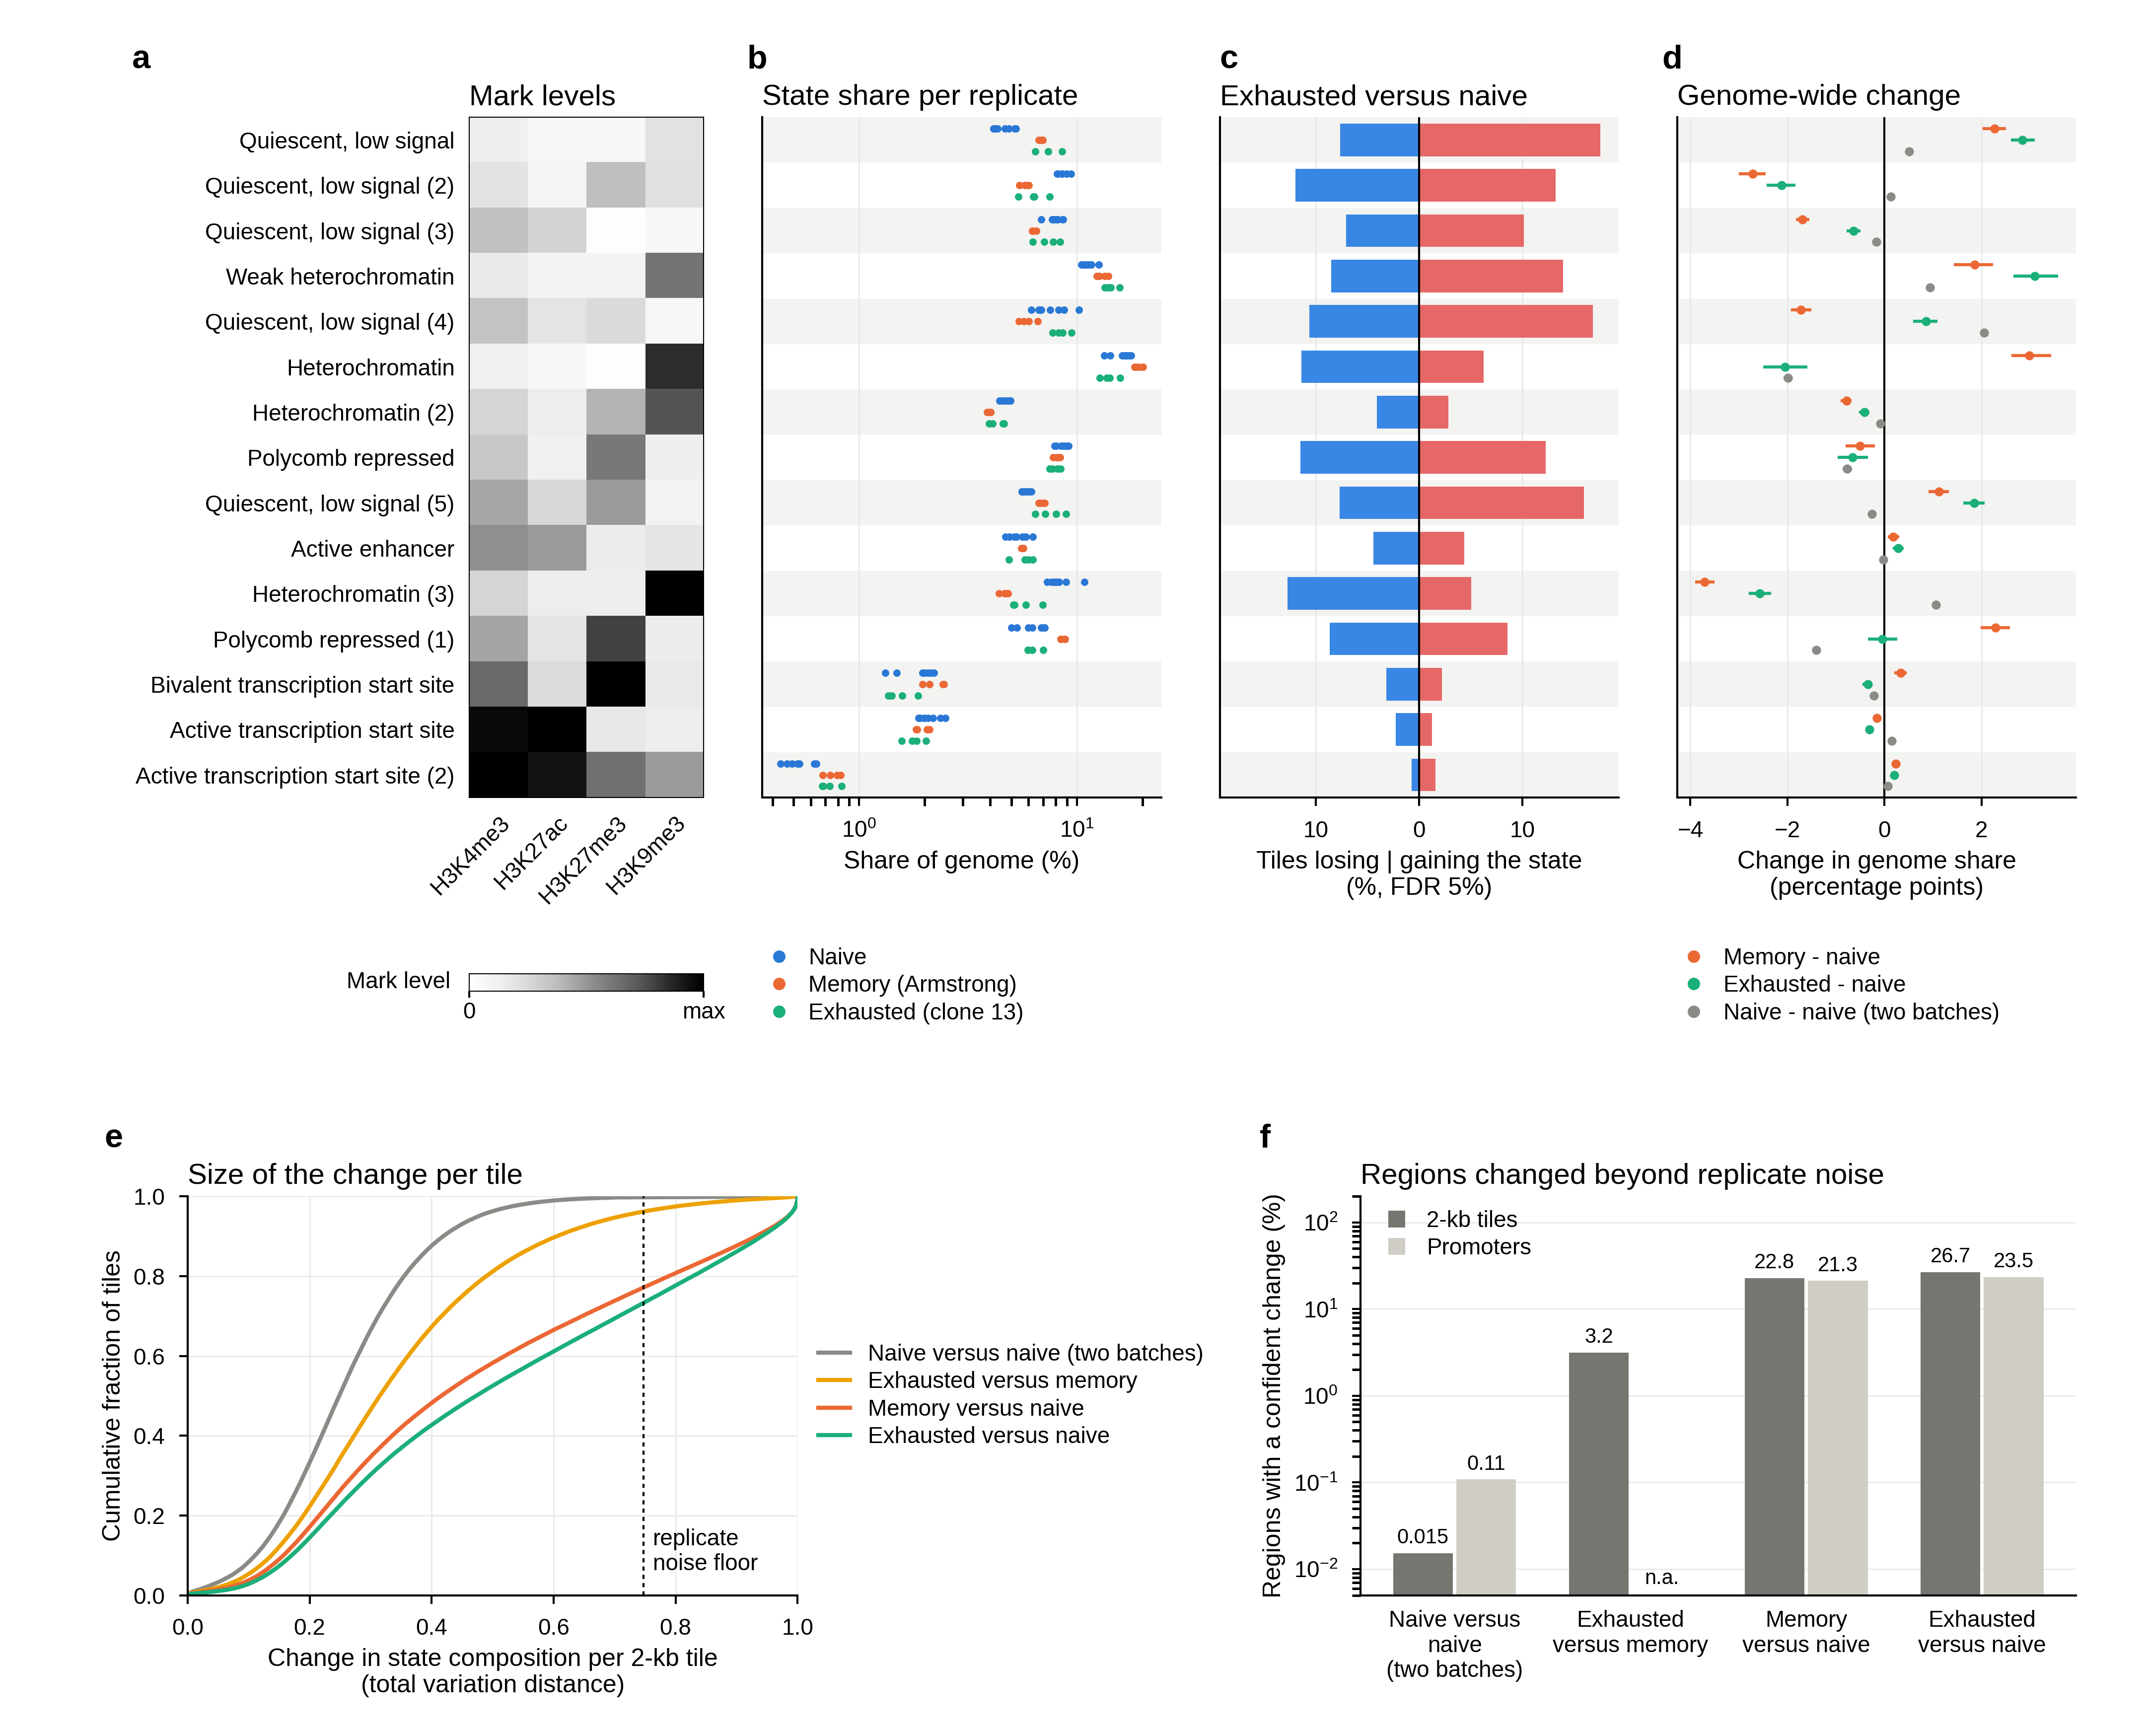 a
Mark levels
Quiescent, low signal
Quiescent, low signal (2)
Quiescent, low signal (3)
Weak heterochromatin
Quiescent, low signal (4)
Heterochromatin
Heterochromatin (2)
Polycomb repressed
Quiescent, low signal (5)
Active enhancer
Heterochromatin (3)
Polycomb repressed (1)
Bivalent transcription start site
Active transcription start site
Active transcription start site (2)
H3K4me3
H3K27ac
H3K27me3
H3K9me3
Mark level
0
max
b
State share per replicate
10⁰
10¹
Share of genome (%)
Naive
Memory (Armstrong)
Exhausted (clone 13)
c
Exhausted versus naive
10
0
10
Tiles losing | gaining the state
(%, FDR 5%)
d
Genome-wide change
−4
−2
0
2
Change in genome share
(percentage points)
Memory - naive
Exhausted - naive
Naive - naive (two batches)
e
Size of the change per tile
Cumulative fraction of tiles
1.0
0.8
0.6
0.4
0.2
0.0
replicate
noise floor
0.0
0.2
0.4
0.6
0.8
1.0
Change in state composition per 2-kb tile
(total variation distance)
Naive versus naive (two batches)
Exhausted versus memory
Memory versus naive
Exhausted versus naive
f
Regions changed beyond replicate noise
Regions with a confident change (%)
10²
10¹
10⁰
10⁻¹
10⁻²
2-kb tiles
Promoters
0.015
0.11
3.2
n.a.
22.8
21.3
26.7
23.5
Naive versus
naive
(two batches)
Exhausted
versus memory
Memory
versus naive
Exhausted
versus naive